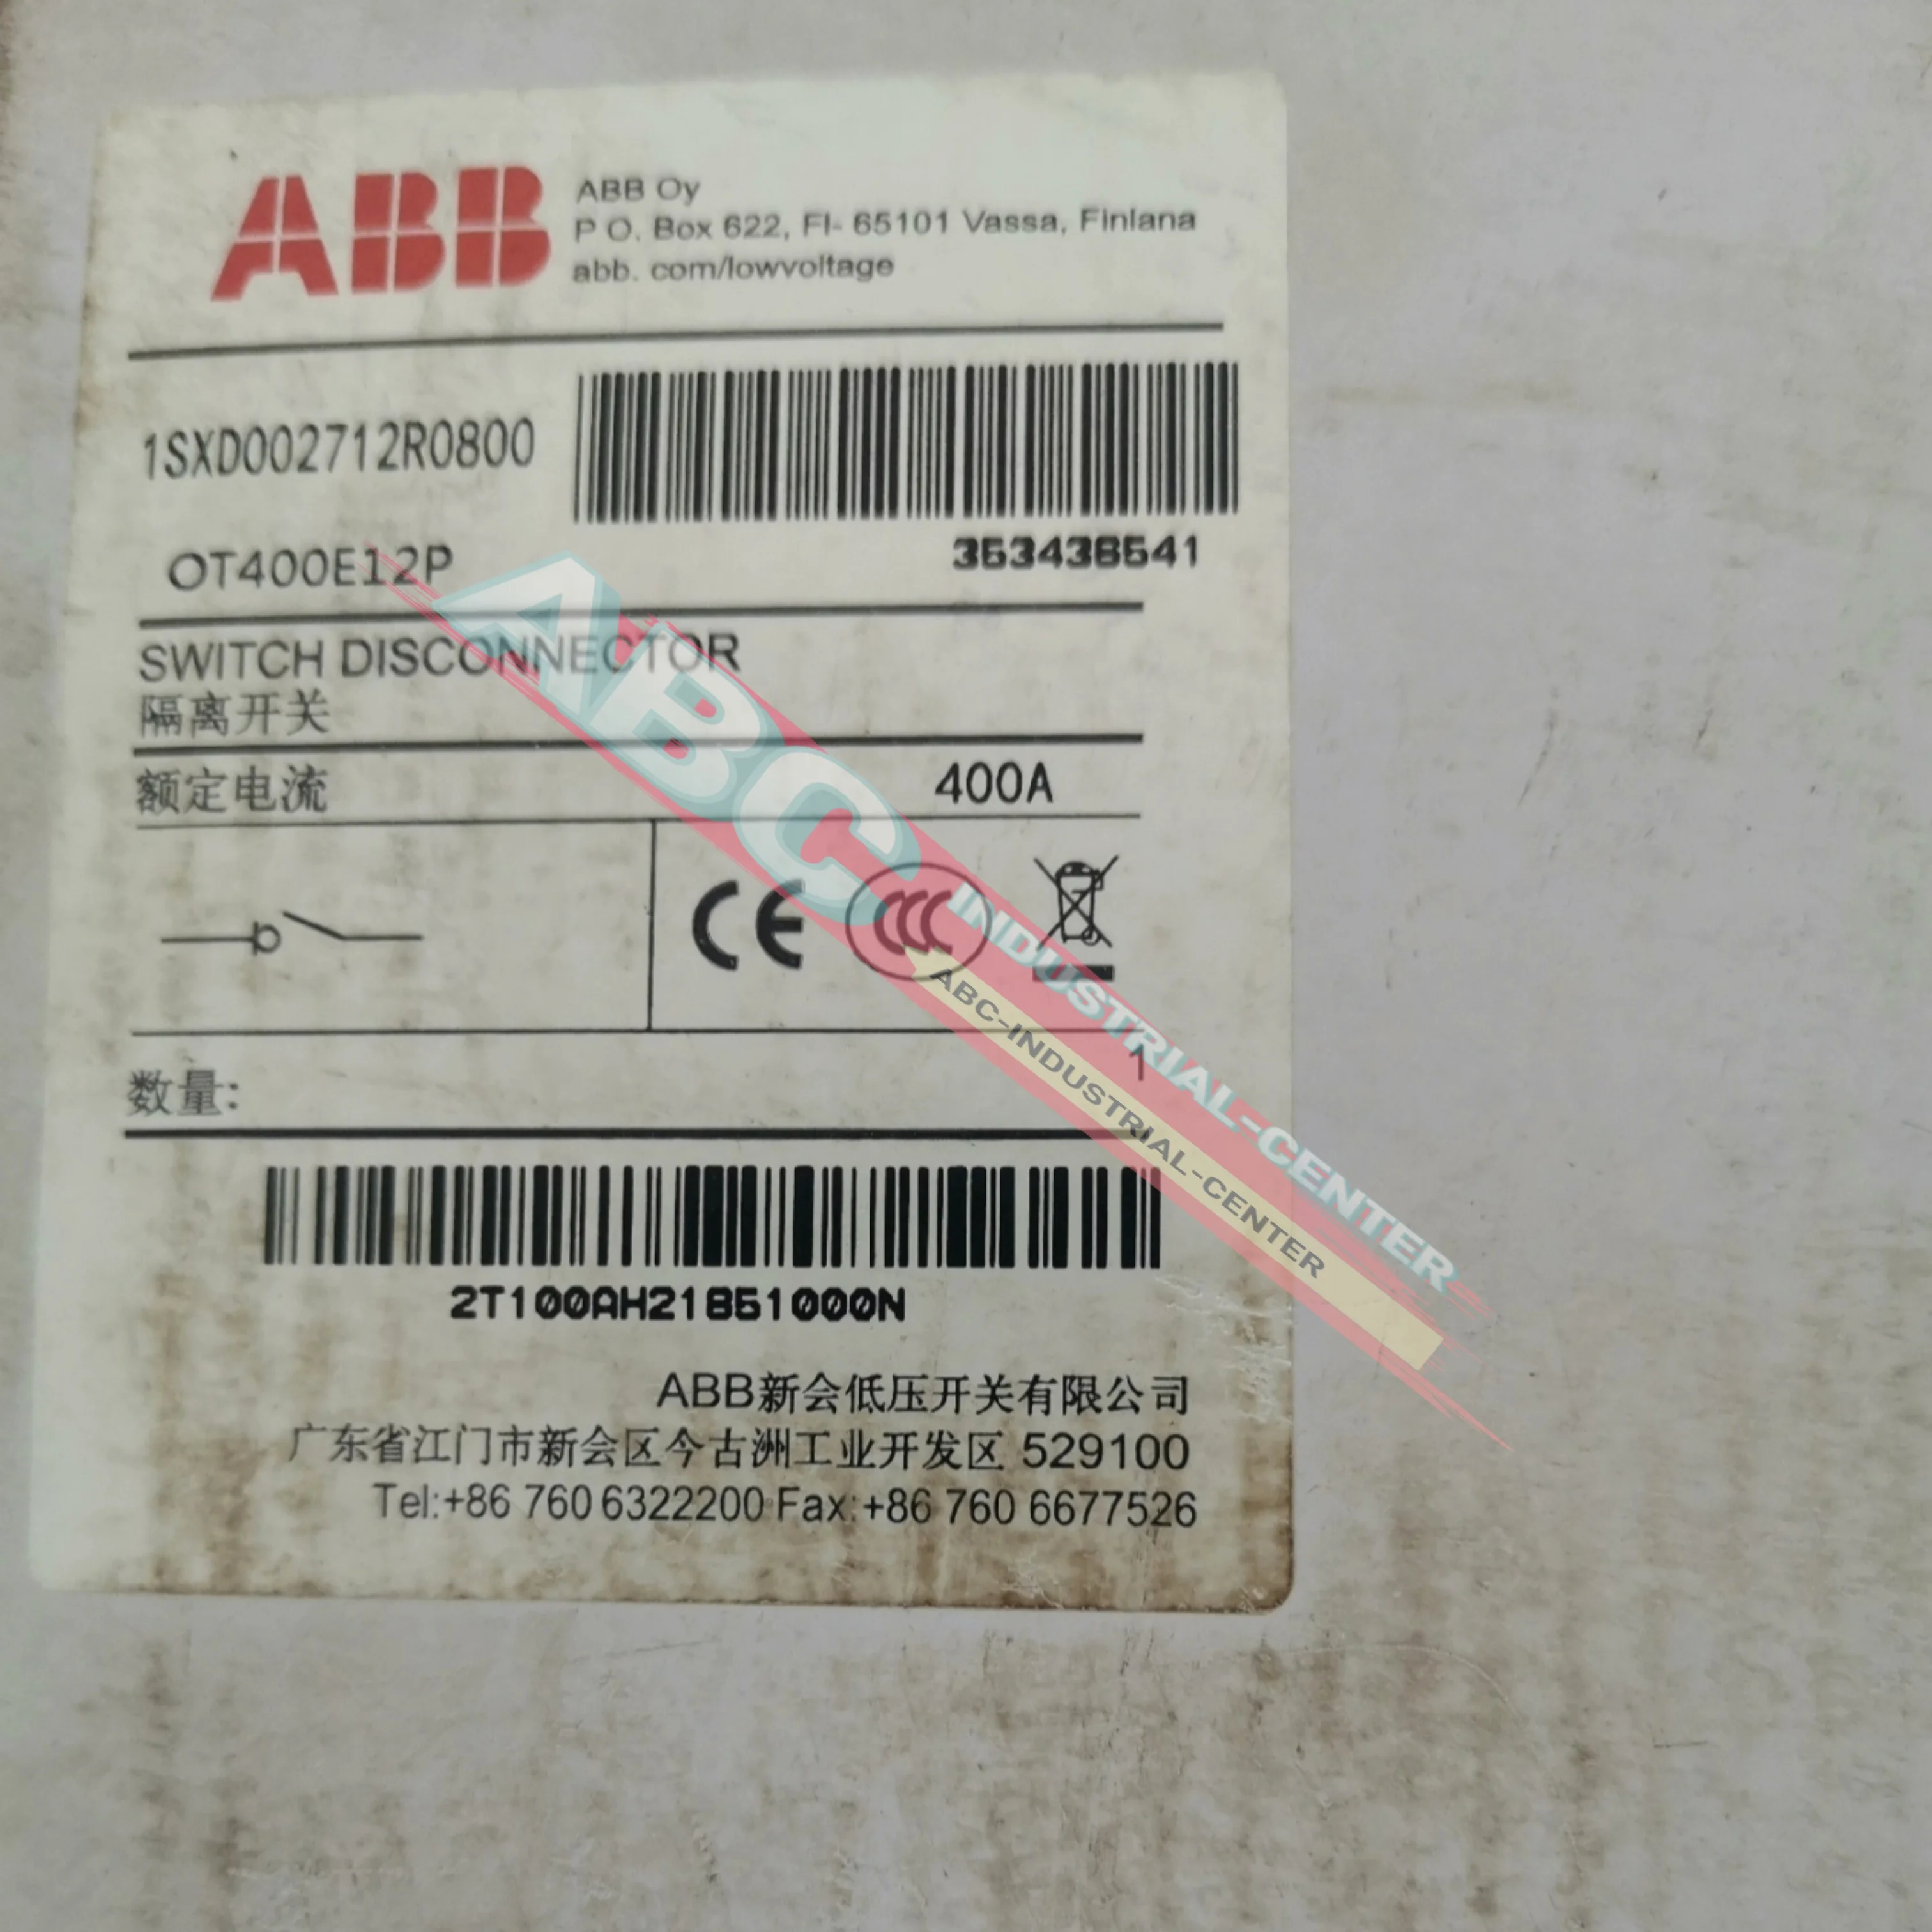 ABB
ABB Oy
P O. Box 622, FI- 65101 Vassa, Finlana
abb. com/lowvoltage
1SXD002712R0800
OT400E12P
353438541
SWITCH DISCONNECTOR
隔离开关
额定电流 400A
CE CCC
数量: 1
2T100AH21851000N
ABB新会低压开关有限公司
广东省江门市新会区今古洲工业开发区 529100
Tel:+86 760 6322200 Fax:+86 760 6677526
ABC
INDUSTRIAL-CENTER
ABC-INDUSTRIAL-CENTER